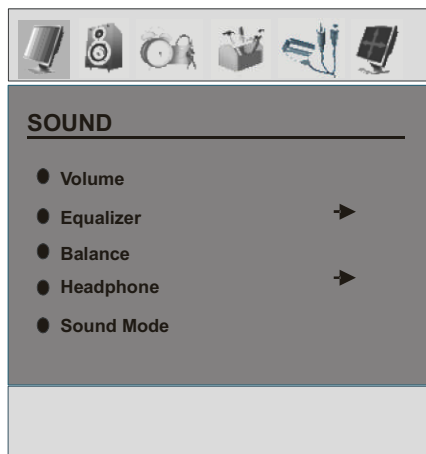 SOUND
Volume
Equalizer
Balance
Headphone
Sound Mode